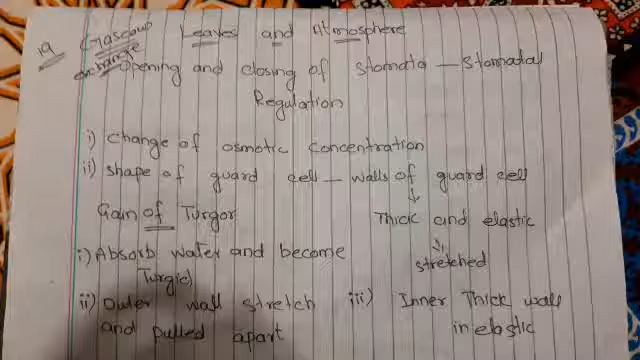 19 Gaseous exchange Leaves and Atmosphere
Opening and closing of stomata - Stomatal
Regulation
i) change of osmotic concentration
ii) shape of guard cell - walls of guard cell
Gain of Turgor
Thick and elastic
i) Absorb water and become
Turgid
stretched
ii) Outer wall stretch
and pulled apart
iii) Inner Thick wall
inelastic